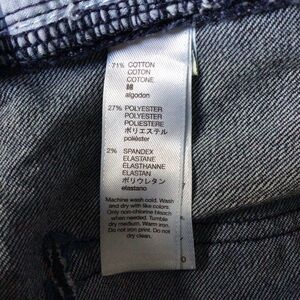 71% COTTON
COTON
COTONE
綿
algodon
27% POLYESTER
POLYESTER
POLIESTERE
ポリエステル
poliéster
2% SPANDEX
ELASTANE
ELASTHANNE
ELASTAN
ポリウレタン
elastano
Machine wash cold. Wash
and dry with like colors.
Only non-chlorine bleach
when needed. Tumble
dry medium. Warm iron.
Do not iron print. Do not
dry clean.